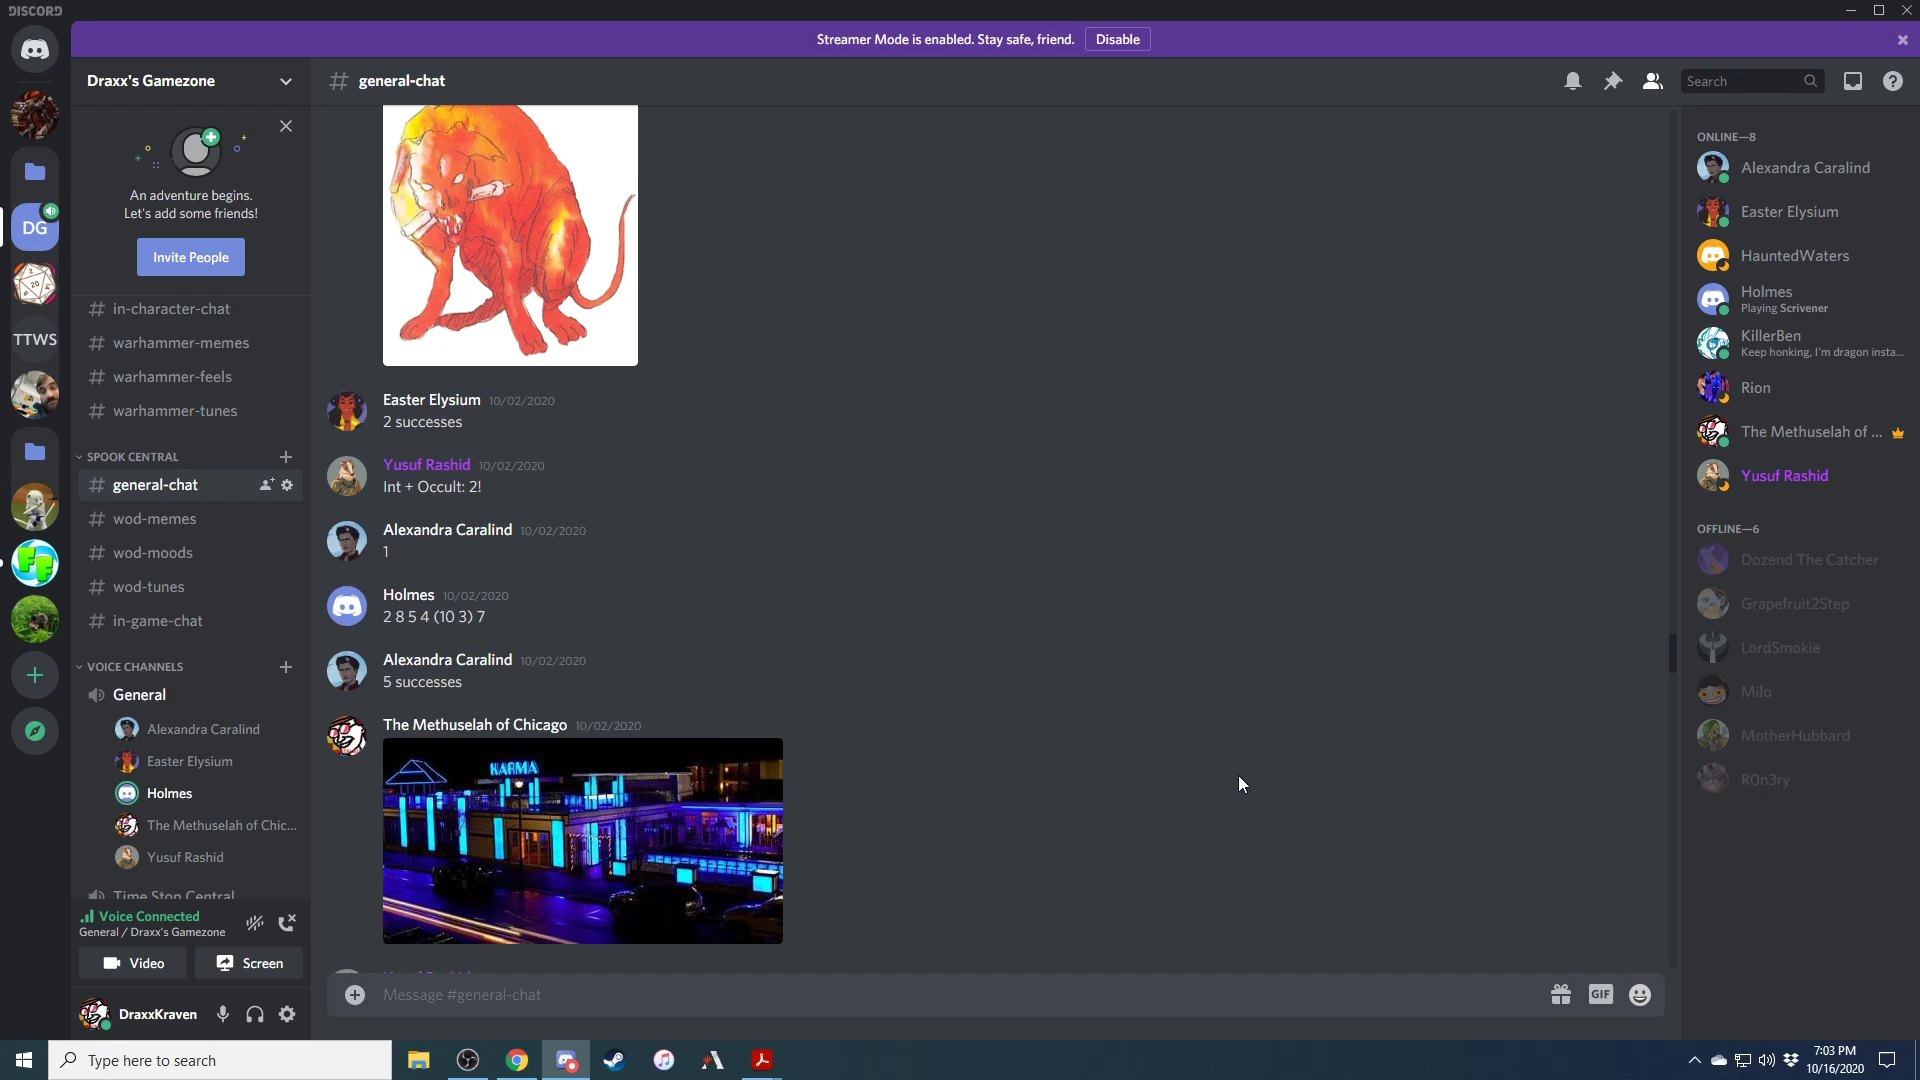 DISCORD
Streamer Mode is enabled. Stay safe, friend.
Disable
Draxx's Gamezone
general-chat
Search
An adventure begins.
Let's add some friends!
Invite People
DG
TTWS
FF
20
in-character-chat
warhammer-memes
warhammer-feels
warhammer-tunes
SPOOK CENTRAL
general-chat
wod-memes
wod-moods
wod-tunes
in-game-chat
VOICE CHANNELS
General
Alexandra Caralind
Easter Elysium
Holmes
The Methuselah of Chic...
Yusuf Rashid
Time Stop Central
Voice Connected
General / Draxx's Gamezone
Video
Screen
DraxxKraven
Easter Elysium 10/02/2020
2 successes
Yusuf Rashid 10/02/2020
Int + Occult: 2!
Alexandra Caralind 10/02/2020
1
Holmes 10/02/2020
2 8 5 4 (10 3) 7
Alexandra Caralind 10/02/2020
5 successes
The Methuselah of Chicago 10/02/2020
KARMA
Message #general-chat
GIF
ONLINE—8
Alexandra Caralind
Easter Elysium
HauntedWaters
Holmes
Playing Scrivener
KillerBen
Keep honking, I'm dragon insta...
Rion
The Methuselah of ...
Yusuf Rashid
OFFLINE—6
Dozend The Catcher
Grapefruit2Step
LordSmokie
Milo
MotherHubbard
R0n3ry
Type here to search
7:03 PM
10/16/2020